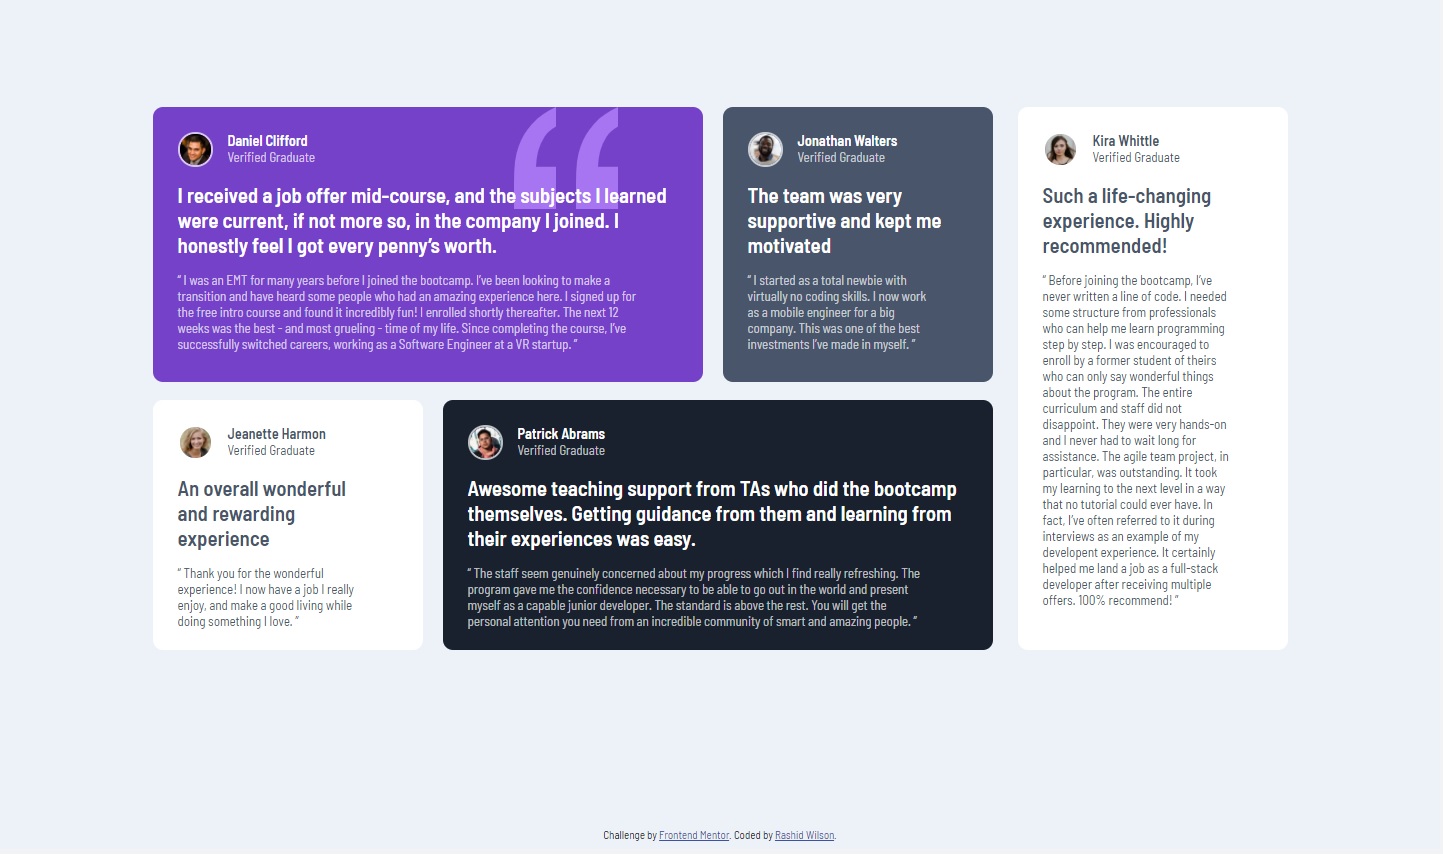 Daniel Clifford
Verified Graduate
I received a job offer mid-course, and the subjects I learned
were current, if not more so, in the company I joined. I
honestly feel I got every penny’s worth.
“ I was an EMT for many years before I joined the bootcamp. I’ve been looking to make a
transition and have heard some people who had an amazing experience here. I signed up for
the free intro course and found it incredibly fun! I enrolled shortly thereafter. The next 12
weeks was the best - and most grueling - time of my life. Since completing the course, I’ve
successfully switched careers, working as a Software Engineer at a VR startup. ”
Jonathan Walters
Verified Graduate
The team was very
supportive and kept me
motivated
“ I started as a total newbie with
virtually no coding skills. I now work
as a mobile engineer for a big
company. This was one of the best
investments I’ve made in myself. ”
Kira Whittle
Verified Graduate
Such a life-changing
experience. Highly
recommended!
“ Before joining the bootcamp, I’ve
never written a line of code. I needed
some structure from professionals
who can help me learn programming
step by step. I was encouraged to
enroll by a former student of theirs
who can only say wonderful things
about the program. The entire
curriculum and staff did not
disappoint. They were very hands-on
and I never had to wait long for
assistance. The agile team project, in
particular, was outstanding. It took
my learning to the next level in a way
that no tutorial could ever have. In
fact, I’ve often referred to it during
interviews as an example of my
developent experience. It certainly
helped me land a job as a full-stack
developer after receiving multiple
offers. 100% recommend! ”
Jeanette Harmon
Verified Graduate
An overall wonderful
and rewarding
experience
“ Thank you for the wonderful
experience! I now have a job I really
enjoy, and make a good living while
doing something I love. ”
Patrick Abrams
Verified Graduate
Awesome teaching support from TAs who did the bootcamp
themselves. Getting guidance from them and learning from
their experiences was easy.
“ The staff seem genuinely concerned about my progress which I find really refreshing. The
program gave me the confidence necessary to be able to go out in the world and present
myself as a capable junior developer. The standard is above the rest. You will get the
personal attention you need from an incredible community of smart and amazing people. ”
Challenge by Frontend Mentor. Coded by Rashid Wilson.